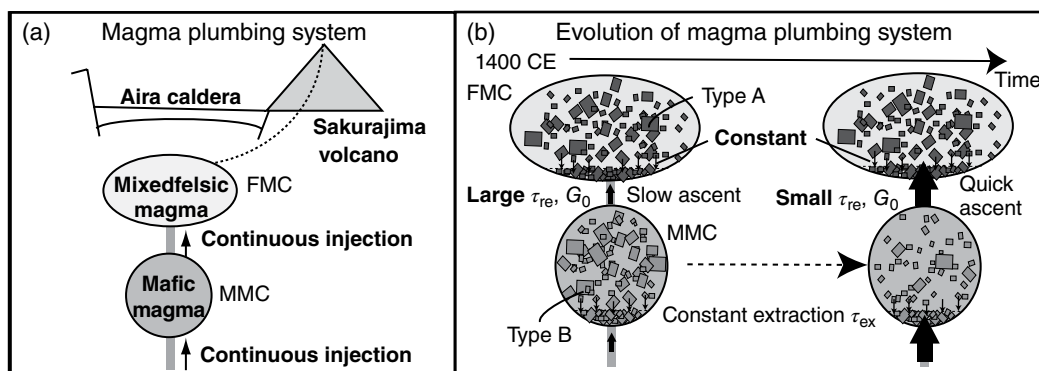 (a) Magma plumbing system
Aira caldera
Sakurajima
volcano
Mixedfelsic
magma
FMC
Continuous injection
Mafic
magma
MMC
Continuous injection
(b) Evolution of magma plumbing system
1400 CE
Time
FMC
Type A
Constant
Large τre, G0
Slow ascent
Small τre, G0
Quick
ascent
MMC
Type B
Constant extraction τex